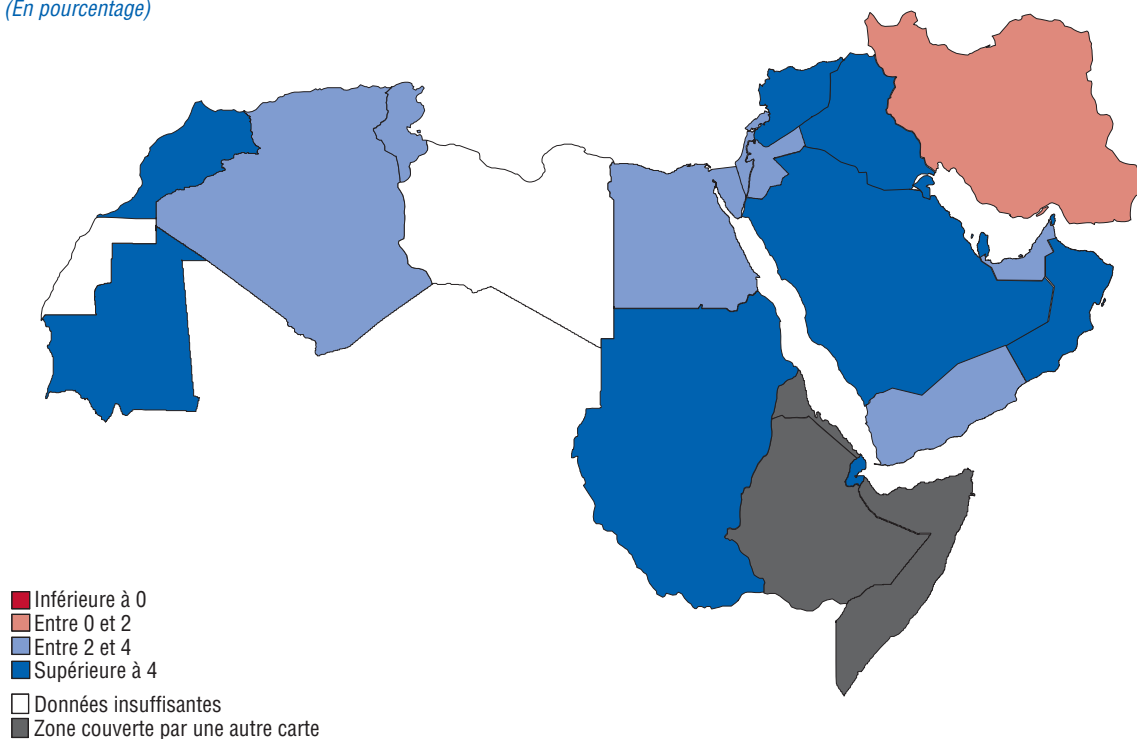 (En pourcentage)
Inférieure à 0
Entre 0 et 2
Entre 2 et 4
Supérieure à 4
Données insuffisantes
Zone couverte par une autre carte